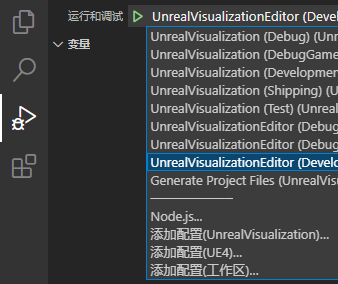 运行和调试 UnrealVisualizationEditor (Devel
变量
UnrealVisualization (Debug) (Unr
UnrealVisualization (DebugGame
UnrealVisualization (Developmen
UnrealVisualization (Shipping) (U
UnrealVisualization (Test) (Unreal
UnrealVisualizationEditor (Debug
UnrealVisualizationEditor (Debug
UnrealVisualizationEditor (Develo
Generate Project Files (UnrealVisu
——————
Node.js...
添加配置(UnrealVisualization)...
添加配置(UE4)...
添加配置(工作区)...